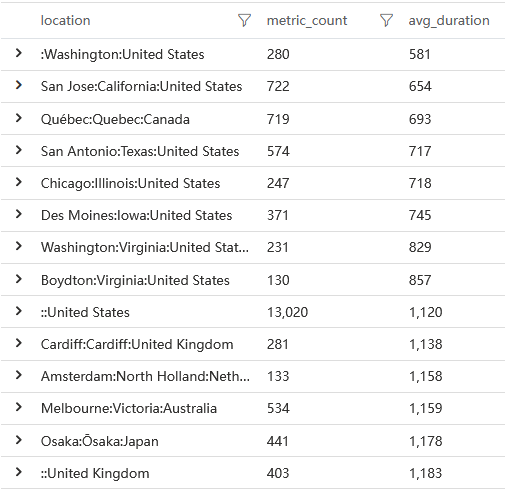 location metric_count avg_duration
:Washington:United States 280 581
San Jose:California:United States 722 654
Québec:Quebec:Canada 719 693
San Antonio:Texas:United States 574 717
Chicago:Illinois:United States 247 718
Des Moines:Iowa:United States 371 745
Washington:Virginia:United Stat... 231 829
Boydton:Virginia:United States 130 857
::United States 13,020 1,120
Cardiff:Cardiff:United Kingdom 281 1,138
Amsterdam:North Holland:Neth... 133 1,158
Melbourne:Victoria:Australia 534 1,159
Osaka:Ōsaka:Japan 441 1,178
::United Kingdom 403 1,183